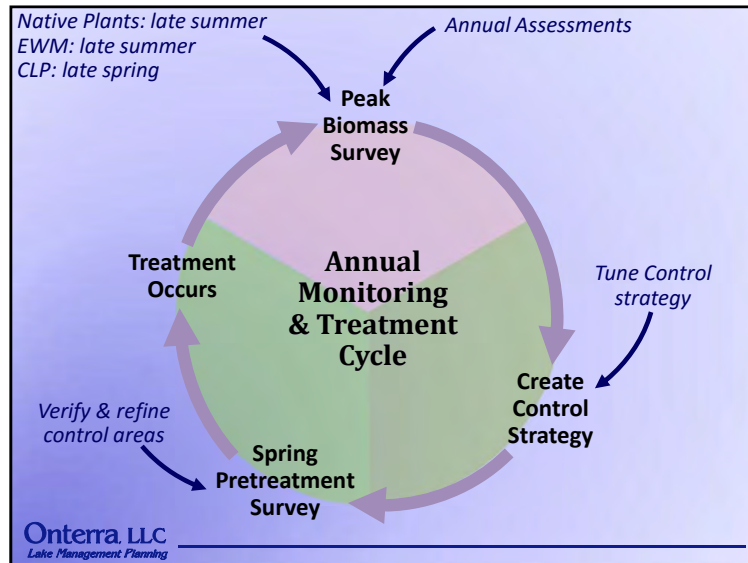 Native Plants: late summer
EWM: late summer
CLP: late spring
Annual Assessments
Peak
Biomass
Survey
Treatment
Occurs
Annual
Monitoring
& Treatment
Cycle
Tune Control
strategy
Create
Control
Strategy
Verify & refine
control areas
Spring
Pretreatment
Survey
Onterra, LLC
Lake Management Planning